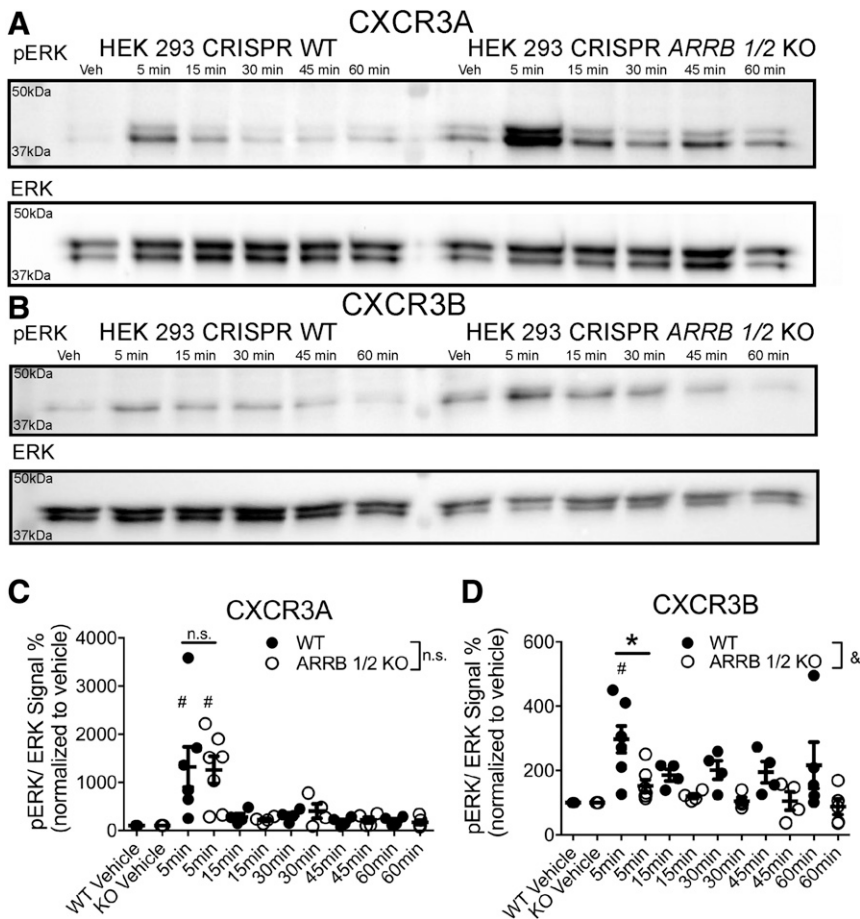 A
CXCR3A
pERK HEK 293 CRISPR WT HEK 293 CRISPR ARRB 1/2 KO
Veh 5 min 15 min 30 min 45 min 60 min Veh 5 min 15 min 30 min 45 min 60 min
50kDa
37kDa
ERK
50kDa
37kDa
B
CXCR3B
pERK HEK 293 CRISPR WT HEK 293 CRISPR ARRB 1/2 KO
Veh 5 min 15 min 30 min 45 min 60 min Veh 5 min 15 min 30 min 45 min 60 min
50kDa
37kDa
ERK
50kDa
37kDa
C
CXCR3A
pERK/ ERK Signal %
(normalized to vehicle)
4000
3000
2000
1000
0
n.s.
# #
WT
ARRB 1/2 KO
n.s.
WT Vehicle
KO Vehicle
5min
5min
15min
15min
30min
30min
45min
45min
60min
60min
D
CXCR3B
pERK/ ERK Signal %
(normalized to vehicle)
600
400
200
0
*
#
WT
ARRB 1/2 KO
&
WT Vehicle
KO Vehicle
5min
5min
15min
15min
30min
30min
45min
45min
60min
60min